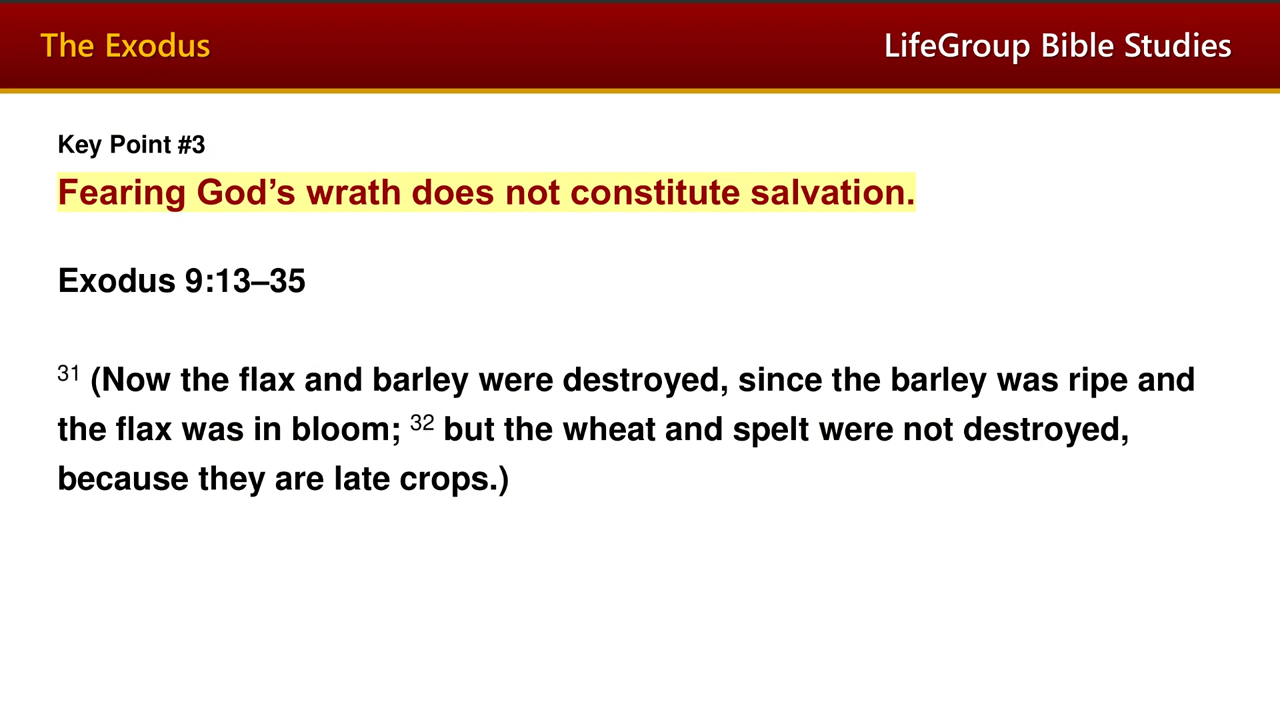 The Exodus
LifeGroup Bible Studies
Key Point #3
Fearing God’s wrath does not constitute salvation.
Exodus 9:13–35
31 (Now the flax and barley were destroyed, since the barley was ripe and
the flax was in bloom; 32 but the wheat and spelt were not destroyed,
because they are late crops.)